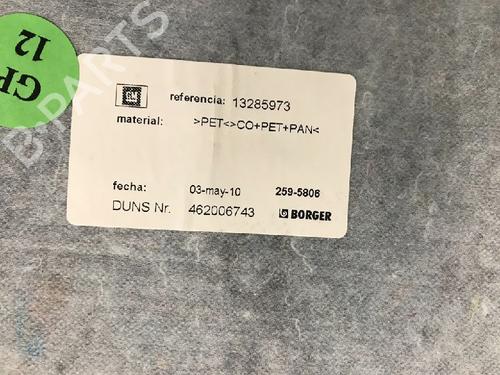 GP
12
B-PARTS
GM
referencia: 13285973
material: >PET<>CO+PET+PAN<
fecha: 03-may-10 259-5806
DUNS Nr. 462006743 BORGER